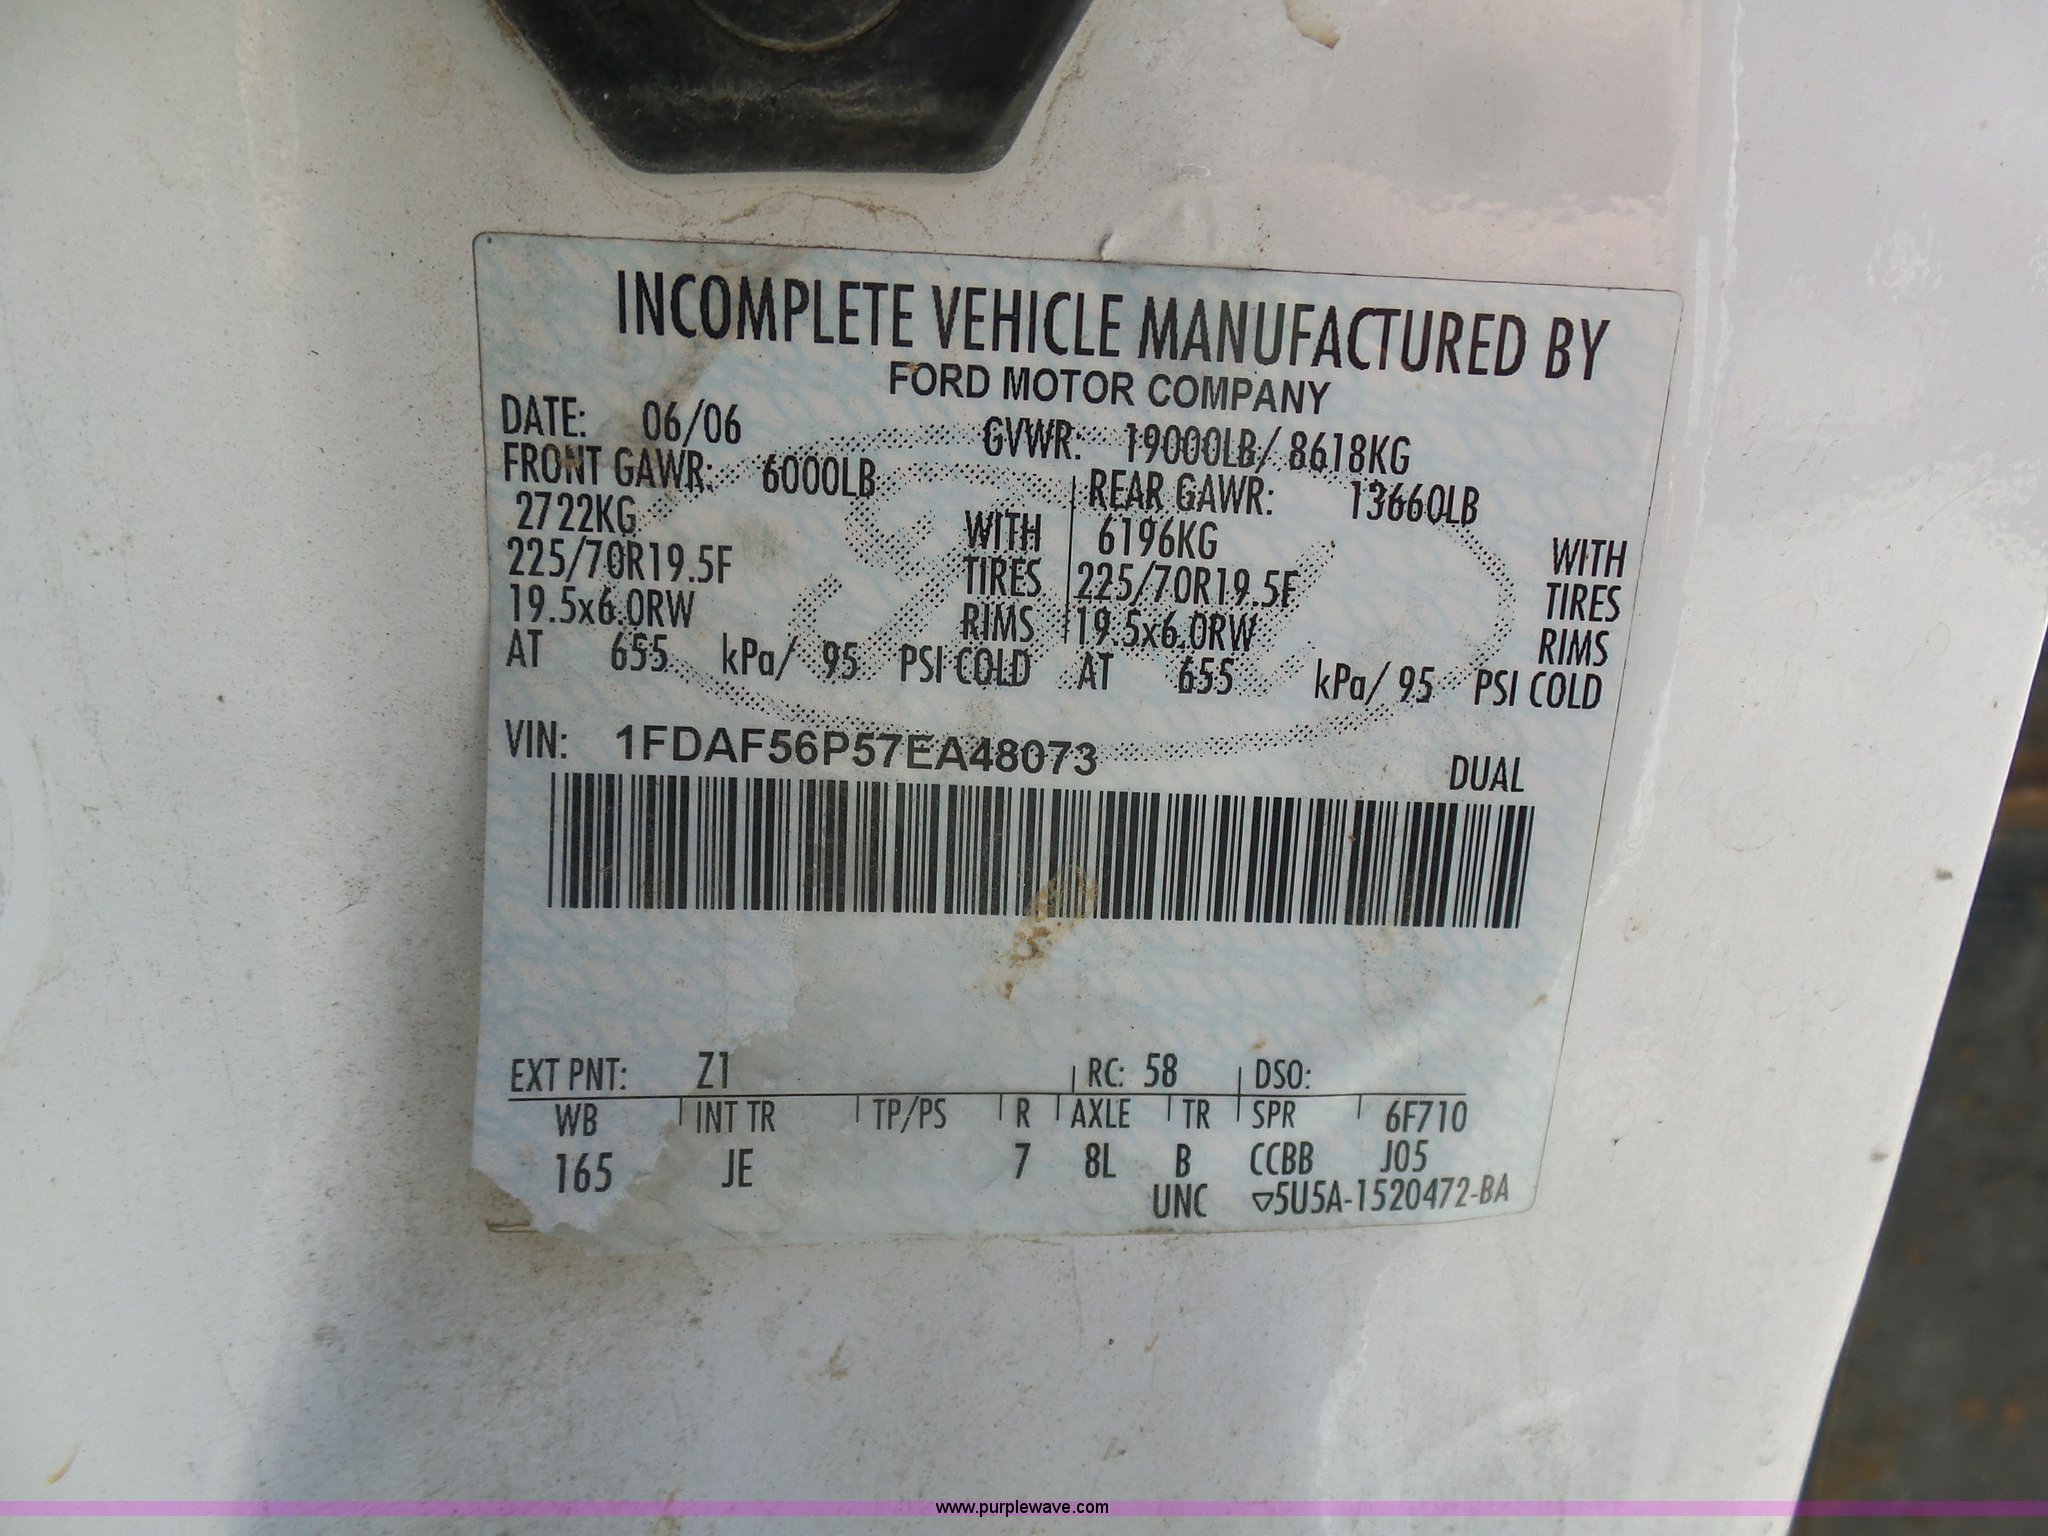 INCOMPLETE VEHICLE MANUFACTURED BY
FORD MOTOR COMPANY
DATE: 06/06 GVWR: 19000LB/ 8618KG
FRONT GAWR: 6000LB REAR GAWR: 13660LB
2722KG WITH 6196KG WITH
225/70R19.5F TIRES 225/70R19.5F TIRES
19.5x6.0RW RIMS 19.5x6.0RW RIMS
AT 655 kPa/ 95 PSI COLD AT 655 kPa/ 95 PSI COLD
VIN: 1FDAF56P57EA48073
DUAL
EXT PNT: Z1 RC: 58 DSO:
WB INT TR TP/PS R AXLE TR SPR 6F710
165 JE 7 8L B CCBB J05
UNC ▽5U5A-1520472-BA
www.purplewave.com